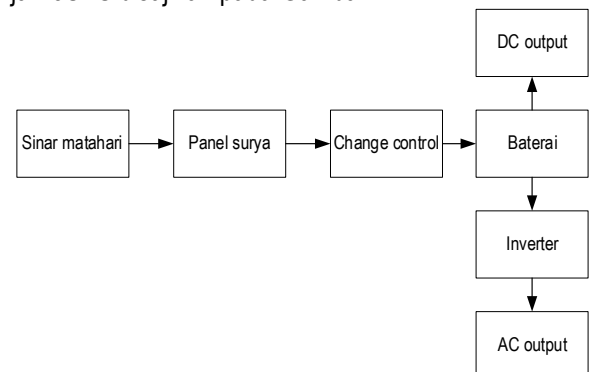 DC output
Sinar matahari
Panel surya
Change control
Baterai
Inverter
AC output